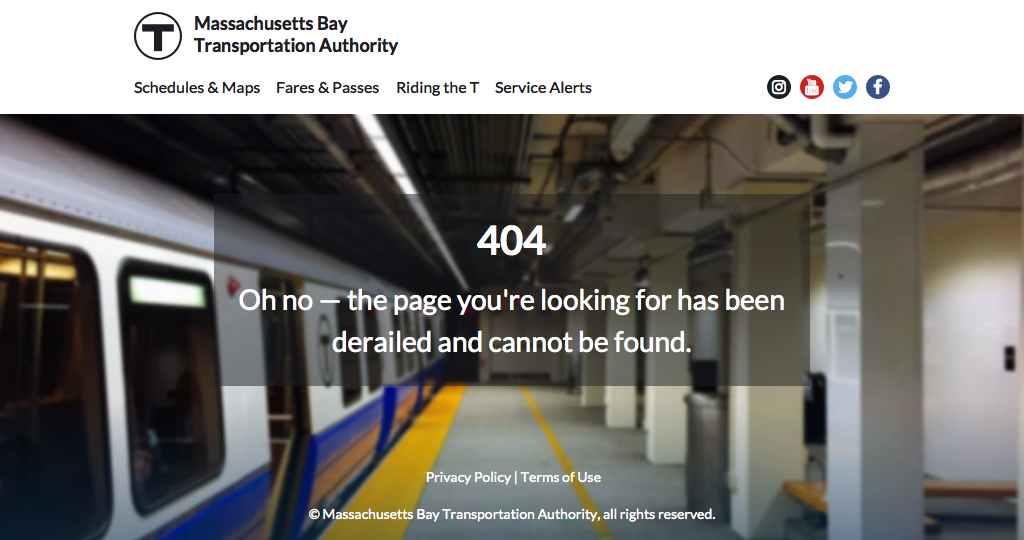 T
Massachusetts Bay
Transportation Authority
Schedules & Maps Fares & Passes Riding the T Service Alerts
404
Oh no — the page you're looking for has been
derailed and cannot be found.
Privacy Policy | Terms of Use
© Massachusetts Bay Transportation Authority, all rights reserved.